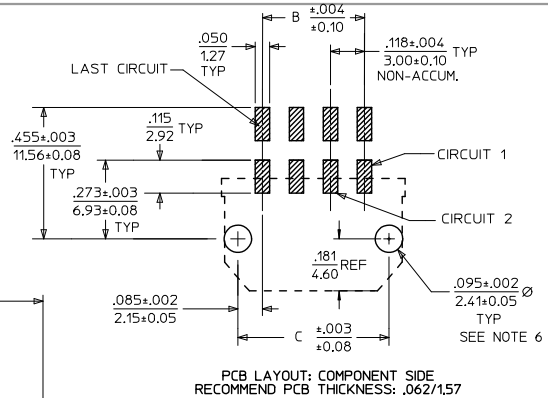 B ±.004
±0.10
.050
1.27
TYP
.118±.004 TYP
3.00±0.10
NON-ACCUM.
LAST CIRCUIT
.115 TYP
2.92
.455±.003
11.56±0.08
TYP
CIRCUIT 1
.273±.003
6.93±0.08
TYP
CIRCUIT 2
.181 REF
4.60
.095±.002 Ø
2.41±0.05
TYP
SEE NOTE 6
.085±.002
2.15±0.05
C ±.003
±0.08
PCB LAYOUT: COMPONENT SIDE
RECOMMEND PCB THICKNESS: .062/1.57